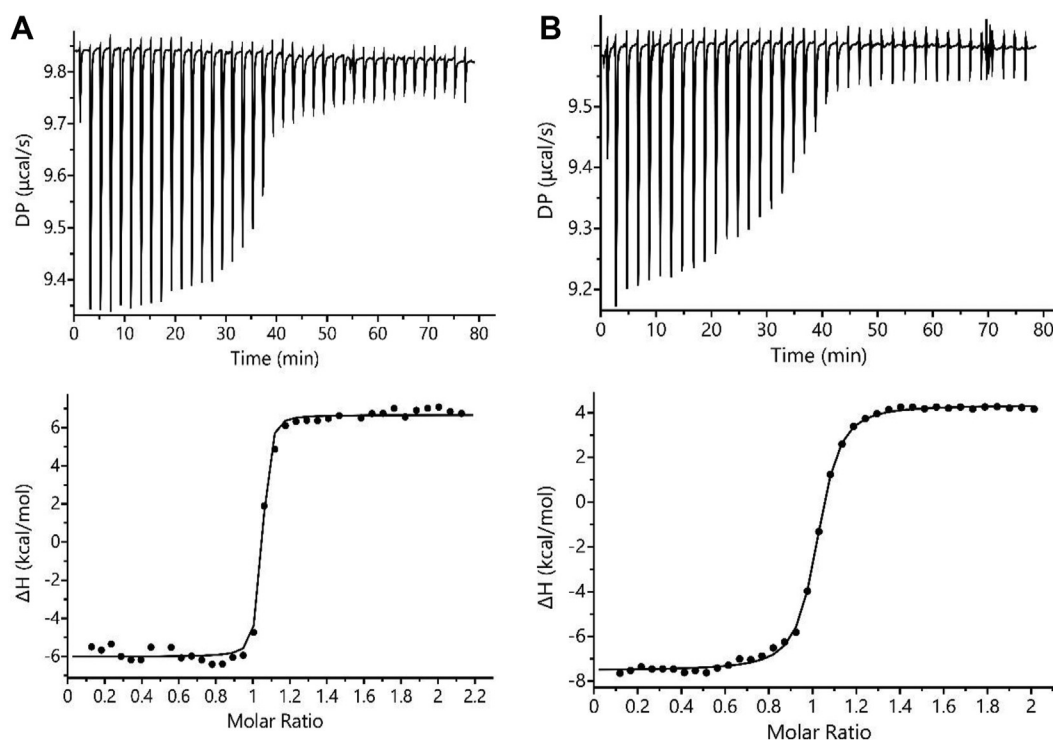 A
DP (μcal/s)
9.8
9.7
9.6
9.5
9.4
0 10 20 30 40 50 60 70 80
Time (min)
B
DP (μcal/s)
9.5
9.4
9.3
9.2
0 10 20 30 40 50 60 70 80
Time (min)
ΔH (kcal/mol)
6
4
2
0
-2
-4
-6
0 0.2 0.4 0.6 0.8 1 1.2 1.4 1.6 1.8 2.0 2.2
Molar Ratio
ΔH (kcal/mol)
4
2
0
-2
-4
-6
-8
0 0.2 0.4 0.6 0.8 1 1.2 1.4 1.6 1.8 2
Molar Ratio